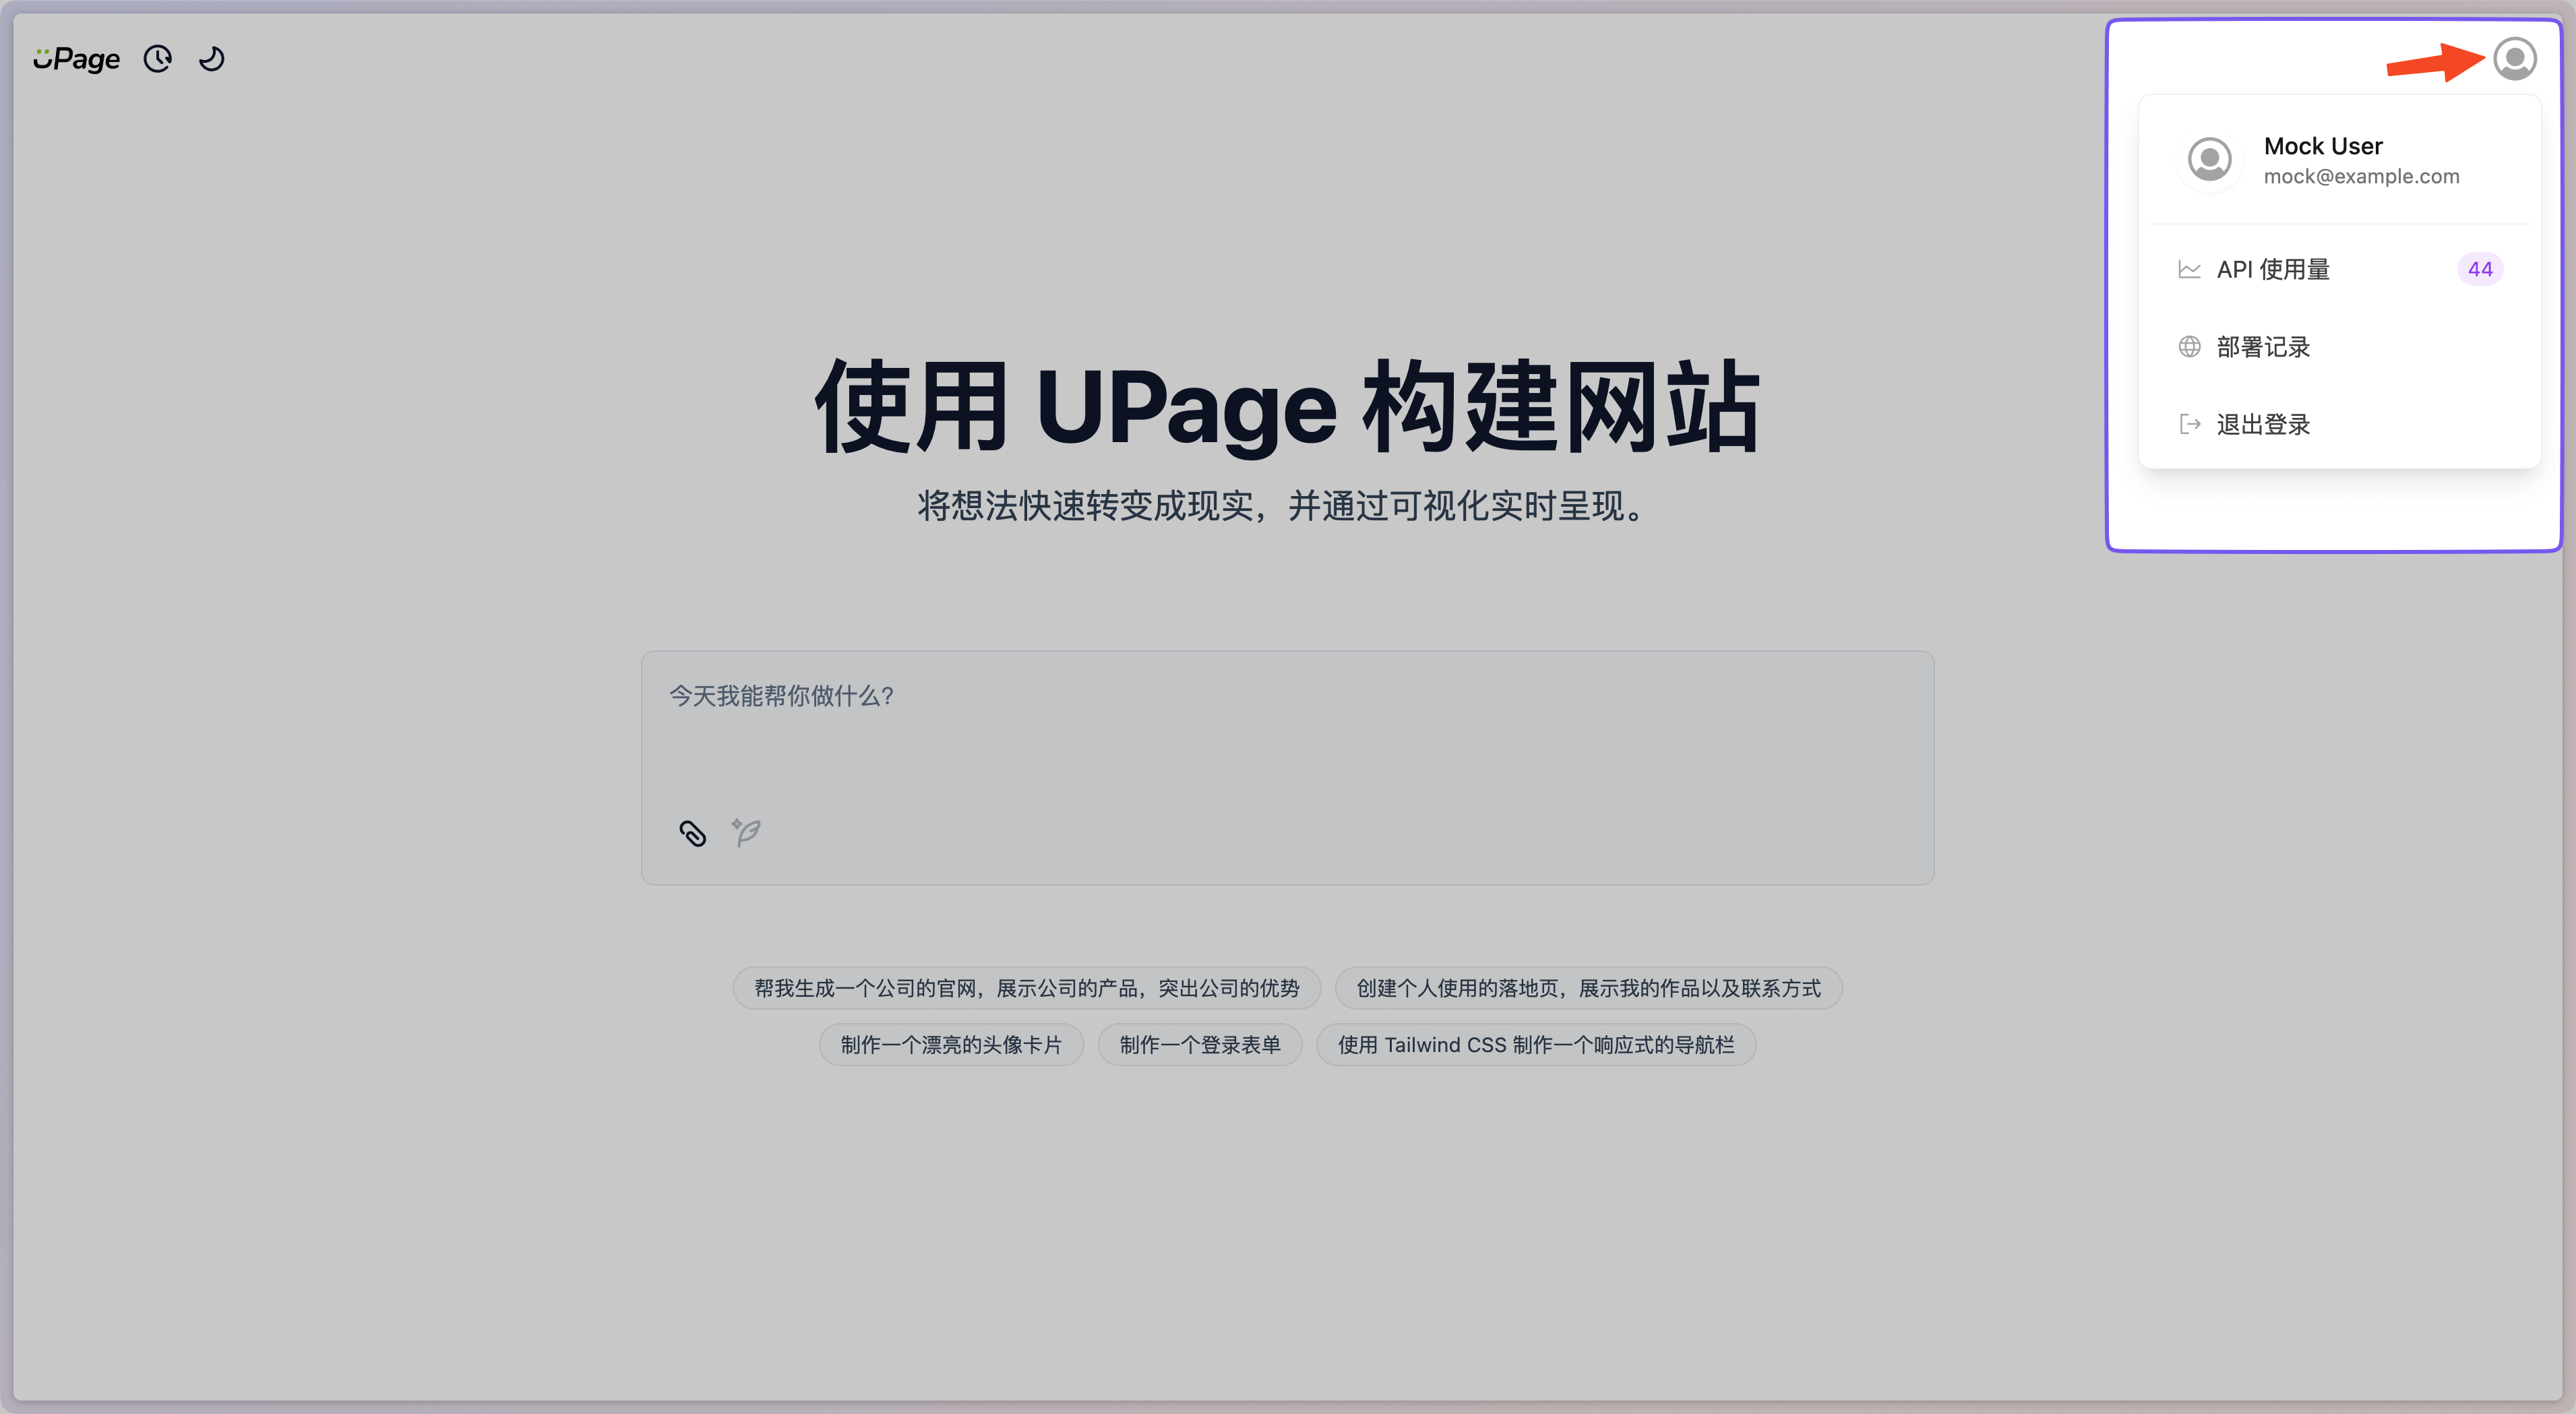 UPage
Mock User
mock@example.com
API 使用量 44
部署记录
退出登录
使用 UPage 构建网站
将想法快速转变成现实，并通过可视化实时呈现。
今天我能帮你做什么?
帮我生成一个公司的官网，展示公司的产品，突出公司的优势
创建个人使用的落地页，展示我的作品以及联系方式
制作一个漂亮的头像卡片
制作一个登录表单
使用 Tailwind CSS 制作一个响应式的导航栏